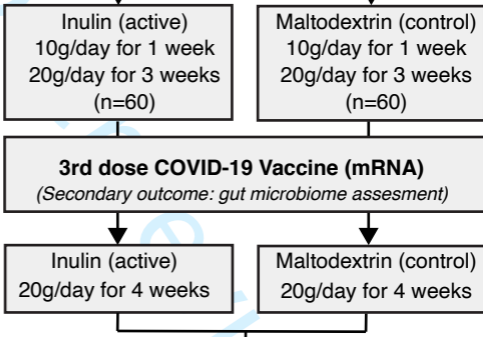 Inulin (active)
10g/day for 1 week
20g/day for 3 weeks
(n=60)
Maltodextrin (control)
10g/day for 1 week
20g/day for 3 weeks
(n=60)
3rd dose COVID-19 Vaccine (mRNA)
(Secondary outcome: gut microbiome assesment)
Inulin (active)
20g/day for 4 weeks
Maltodextrin (control)
20g/day for 4 weeks